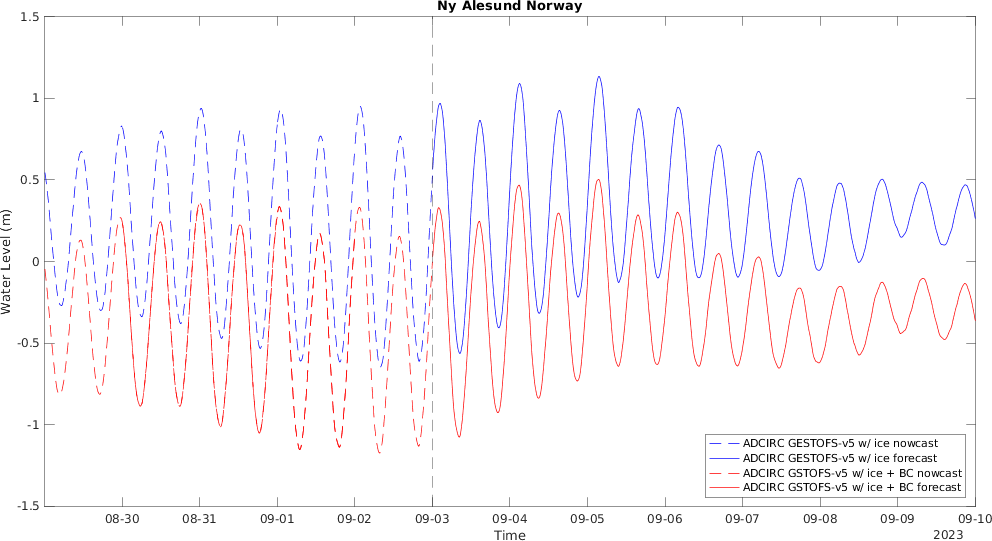 Ny Alesund Norway
1.5
1
0.5
0
-0.5
-1
-1.5
Water Level (m)
ADCIRC GESTOFS-v5 w/ ice nowcast
ADCIRC GESTOFS-v5 w/ ice forecast
ADCIRC GSTOFS-v5 w/ ice + BC nowcast
ADCIRC GSTOFS-v5 w/ ice + BC forecast
08-30 08-31 09-01 09-02 09-03 09-04 09-05 09-06 09-07 09-08 09-09 09-10
Time
2023